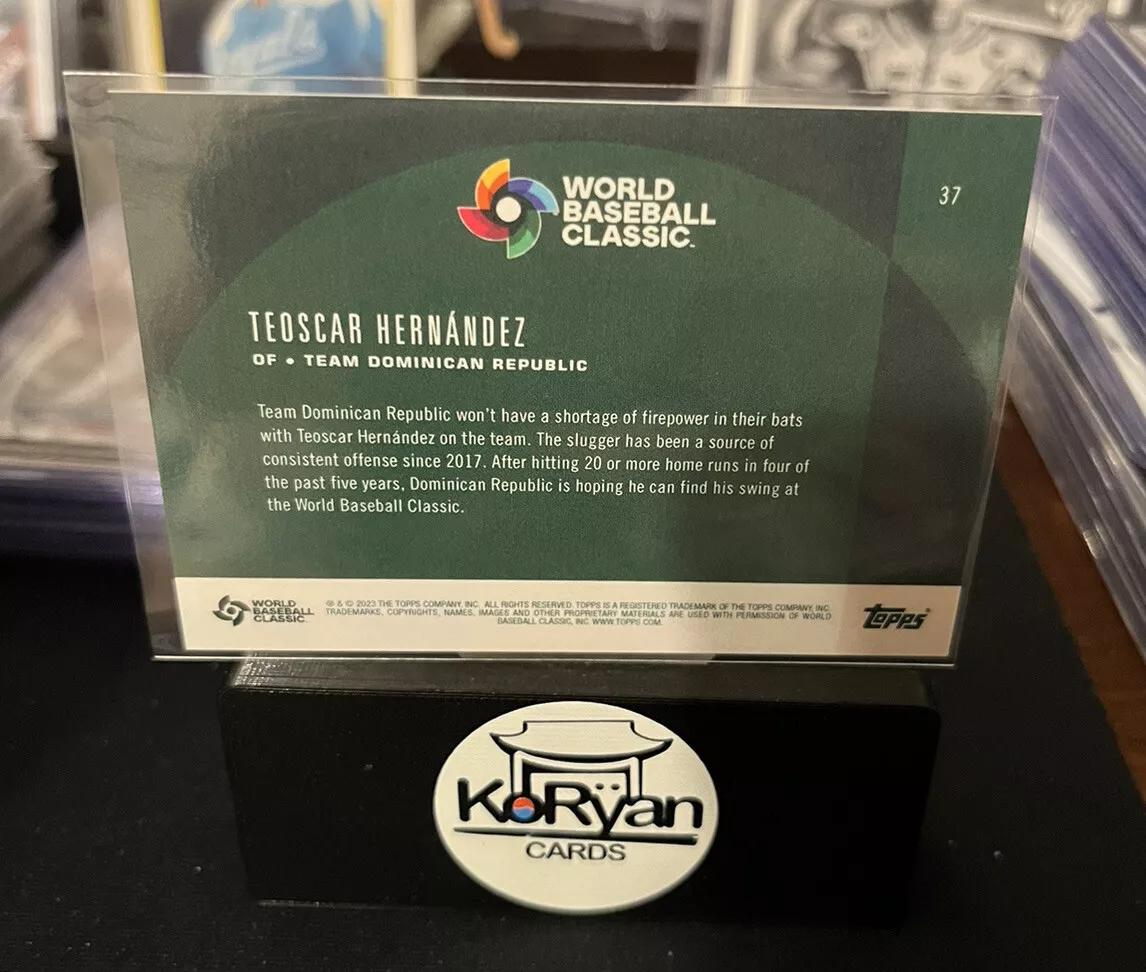 WORLD
BASEBALL
CLASSIC™
37
TEOSCAR HERNÁNDEZ
OF • TEAM DOMINICAN REPUBLIC
Team Dominican Republic won't have a shortage of firepower in their bats
with Teoscar Hernández on the team. The slugger has been a source of
consistent offense since 2017. After hitting 20 or more home runs in four of
the past five years, Dominican Republic is hoping he can find his swing at
the World Baseball Classic.
WORLD
BASEBALL
CLASSIC
® & © 2023 THE TOPPS COMPANY, INC. ALL RIGHTS RESERVED. TOPPS IS A REGISTERED TRADEMARK OF THE TOPPS COMPANY, INC.
TRADEMARKS, COPYRIGHTS, NAMES, IMAGES AND OTHER PROPRIETARY MATERIALS ARE USED WITH PERMISSION OF WORLD
BASEBALL CLASSIC, INC. WWW.TOPPS.COM.
Topps®
KoRÿan
CARDS